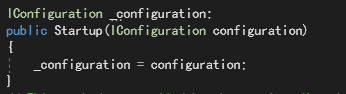 IConfiguration _configuration;
public Startup(IConfiguration configuration)
{
    _configuration = configuration;
}